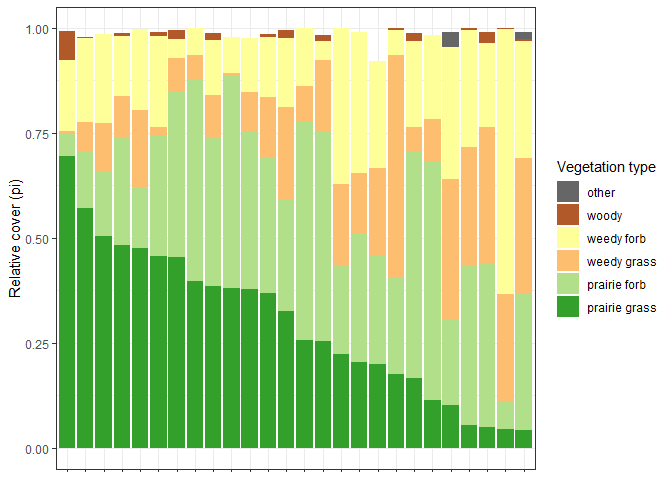 1.00
0.75
0.50
0.25
0.00
Relative cover (pi)
Vegetation type
other
woody
weedy forb
weedy grass
prairie forb
prairie grass